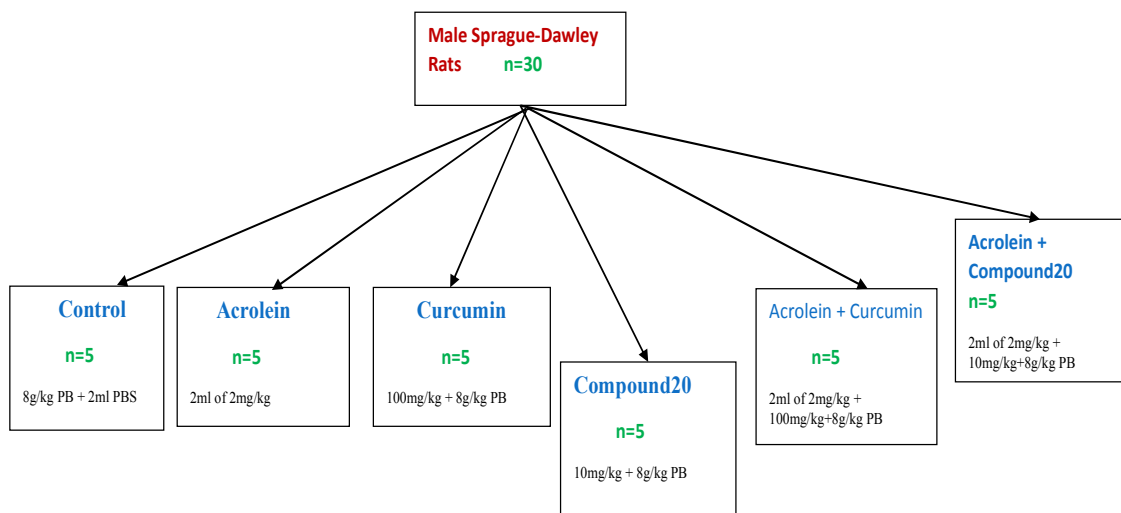 Male Sprague-Dawley
Rats n=30
Control
n=5
8g/kg PB + 2ml PBS
Acrolein
n=5
2ml of 2mg/kg
Curcumin
n=5
100mg/kg + 8g/kg PB
Compound20
n=5
10mg/kg + 8g/kg PB
Acrolein + Curcumin
n=5
2ml of 2mg/kg +
100mg/kg+8g/kg PB
Acrolein +
Compound20
n=5
2ml of 2mg/kg +
10mg/kg+8g/kg PB